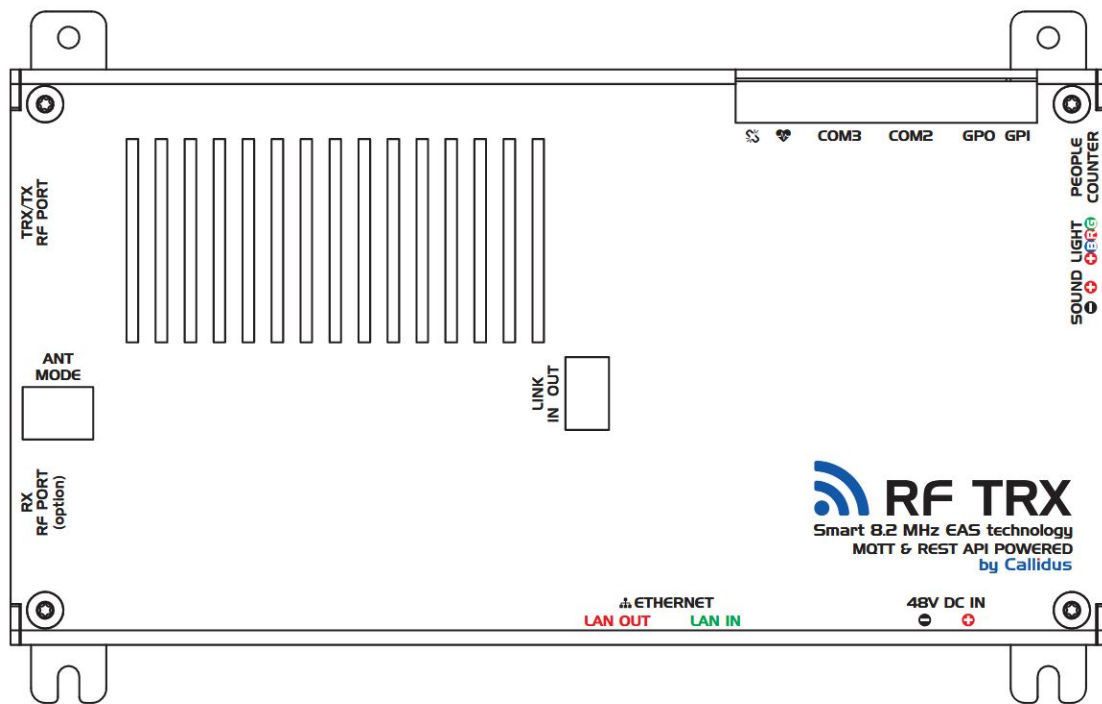 COM3 COM2 GPO GPI
TRX/TX
RF PORT
PEOPLE
COUNTER
LIGHT
BRG
SOUND
ANT
MODE
LINK
IN OUT
RX
RF PORT
(option)
RF TRX
Smart 8.2 MHz EAS technology
MQTT & REST API POWERED
by Callidus
ETHERNET
LAN OUT LAN IN
48V DC IN